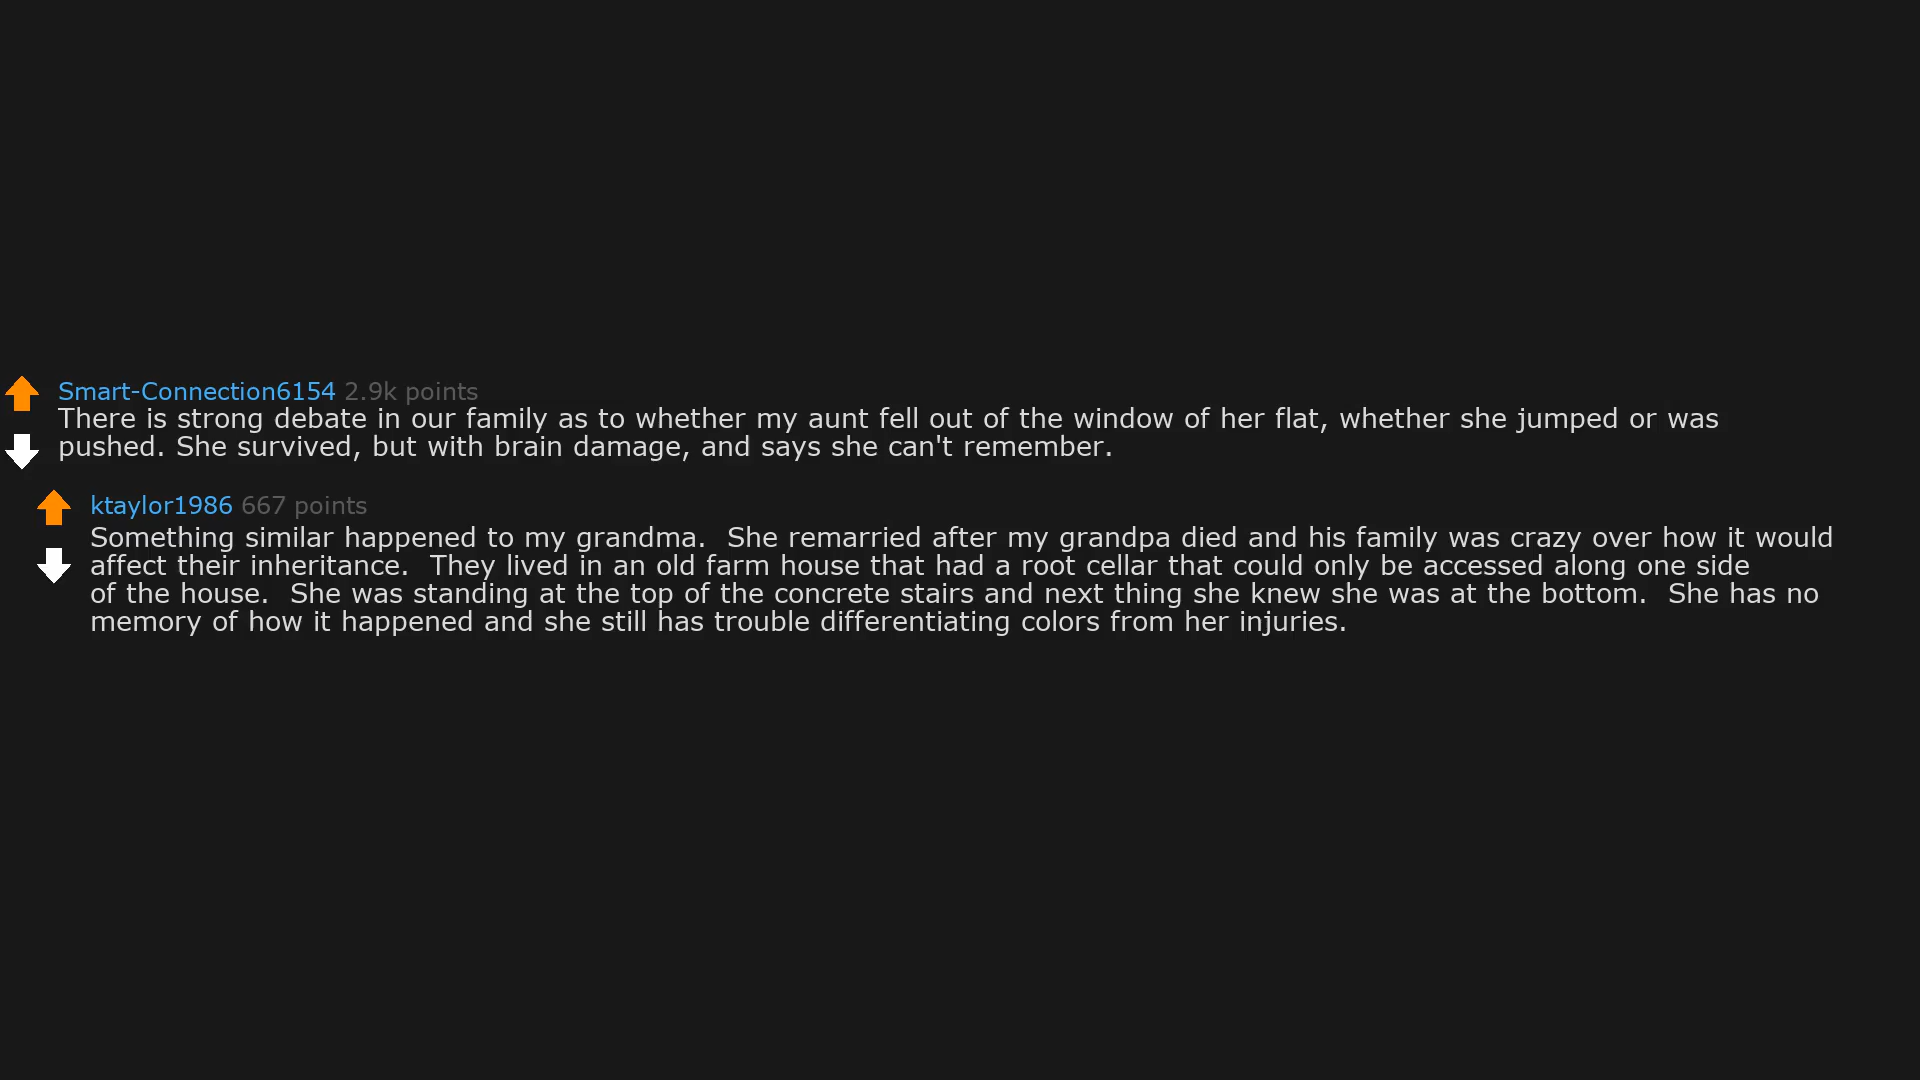 Smart-Connection6154 2.9k points
There is strong debate in our family as to whether my aunt fell out of the window of her flat, whether she jumped or was
pushed. She survived, but with brain damage, and says she can't remember.
ktaylor1986 667 points
Something similar happened to my grandma.  She remarried after my grandpa died and his family was crazy over how it would
affect their inheritance.  They lived in an old farm house that had a root cellar that could only be accessed along one side
of the house.  She was standing at the top of the concrete stairs and next thing she knew she was at the bottom.  She has no
memory of how it happened and she still has trouble differentiating colors from her injuries.